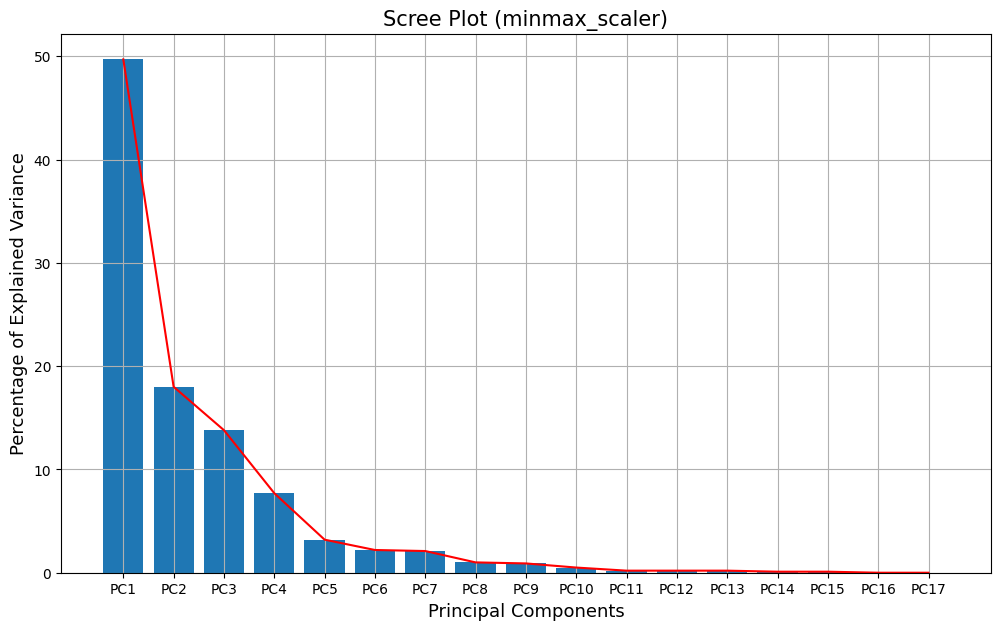 Scree Plot (minmax_scaler)
Percentage of Explained Variance
50
40
30
20
10
0
PC1 PC2 PC3 PC4 PC5 PC6 PC7 PC8 PC9 PC10 PC11 PC12 PC13 PC14 PC15 PC16 PC17
Principal Components